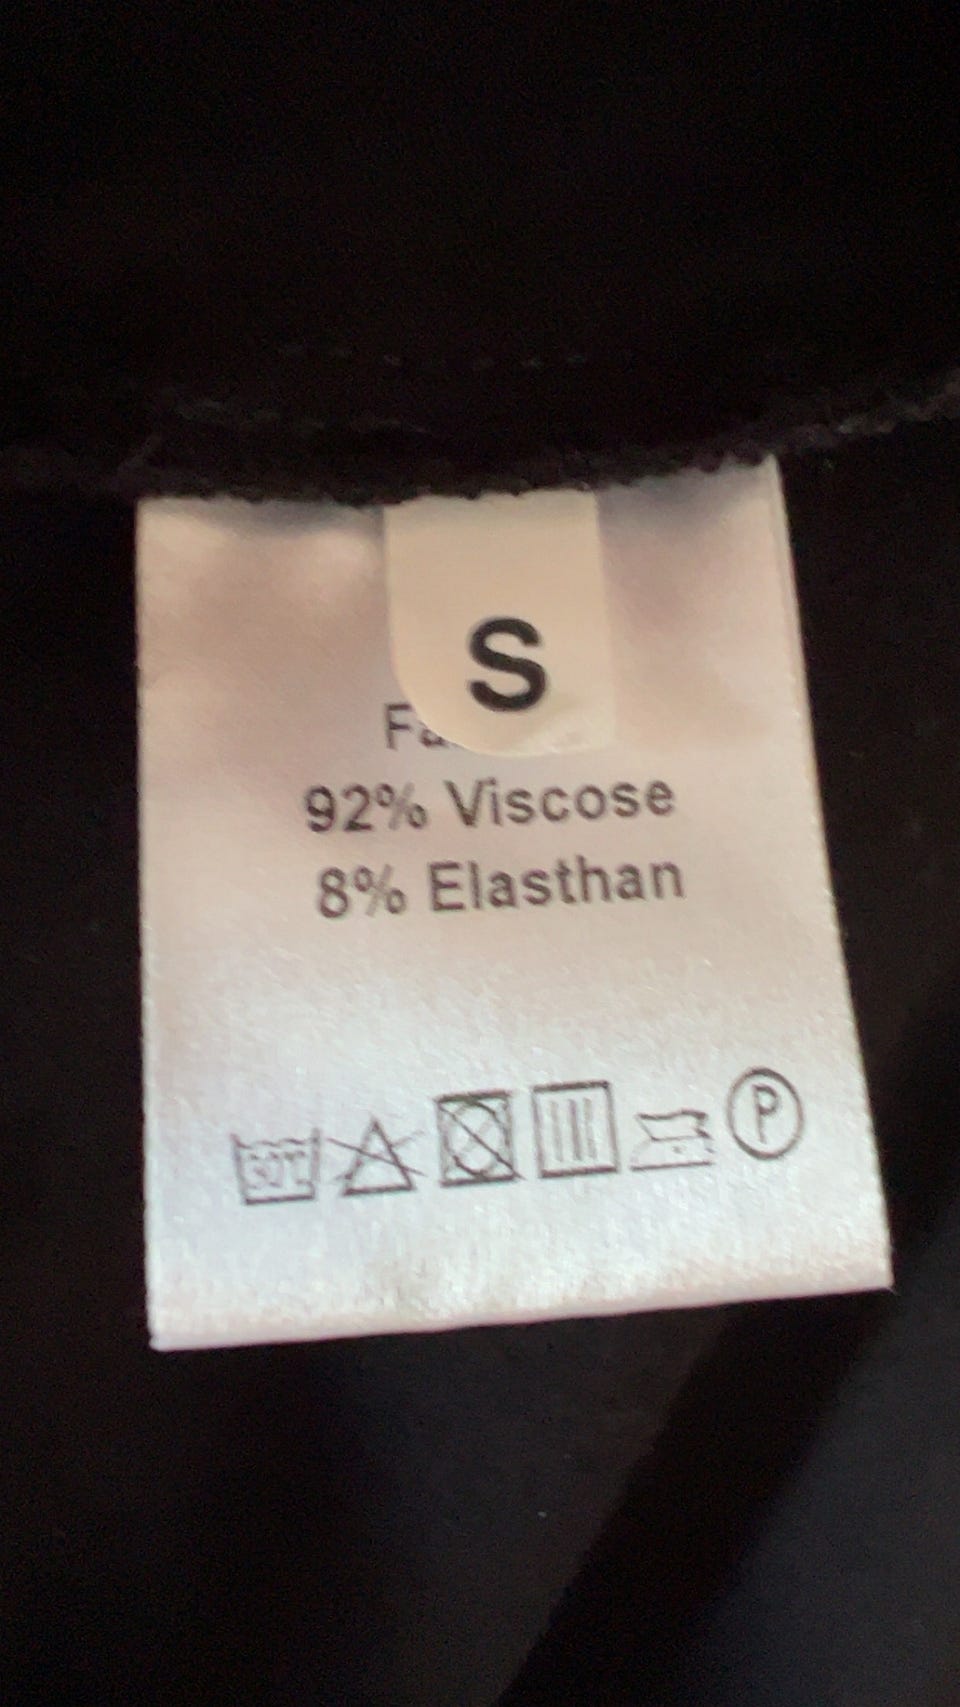 S
92% Viscose
8% Elasthan
P